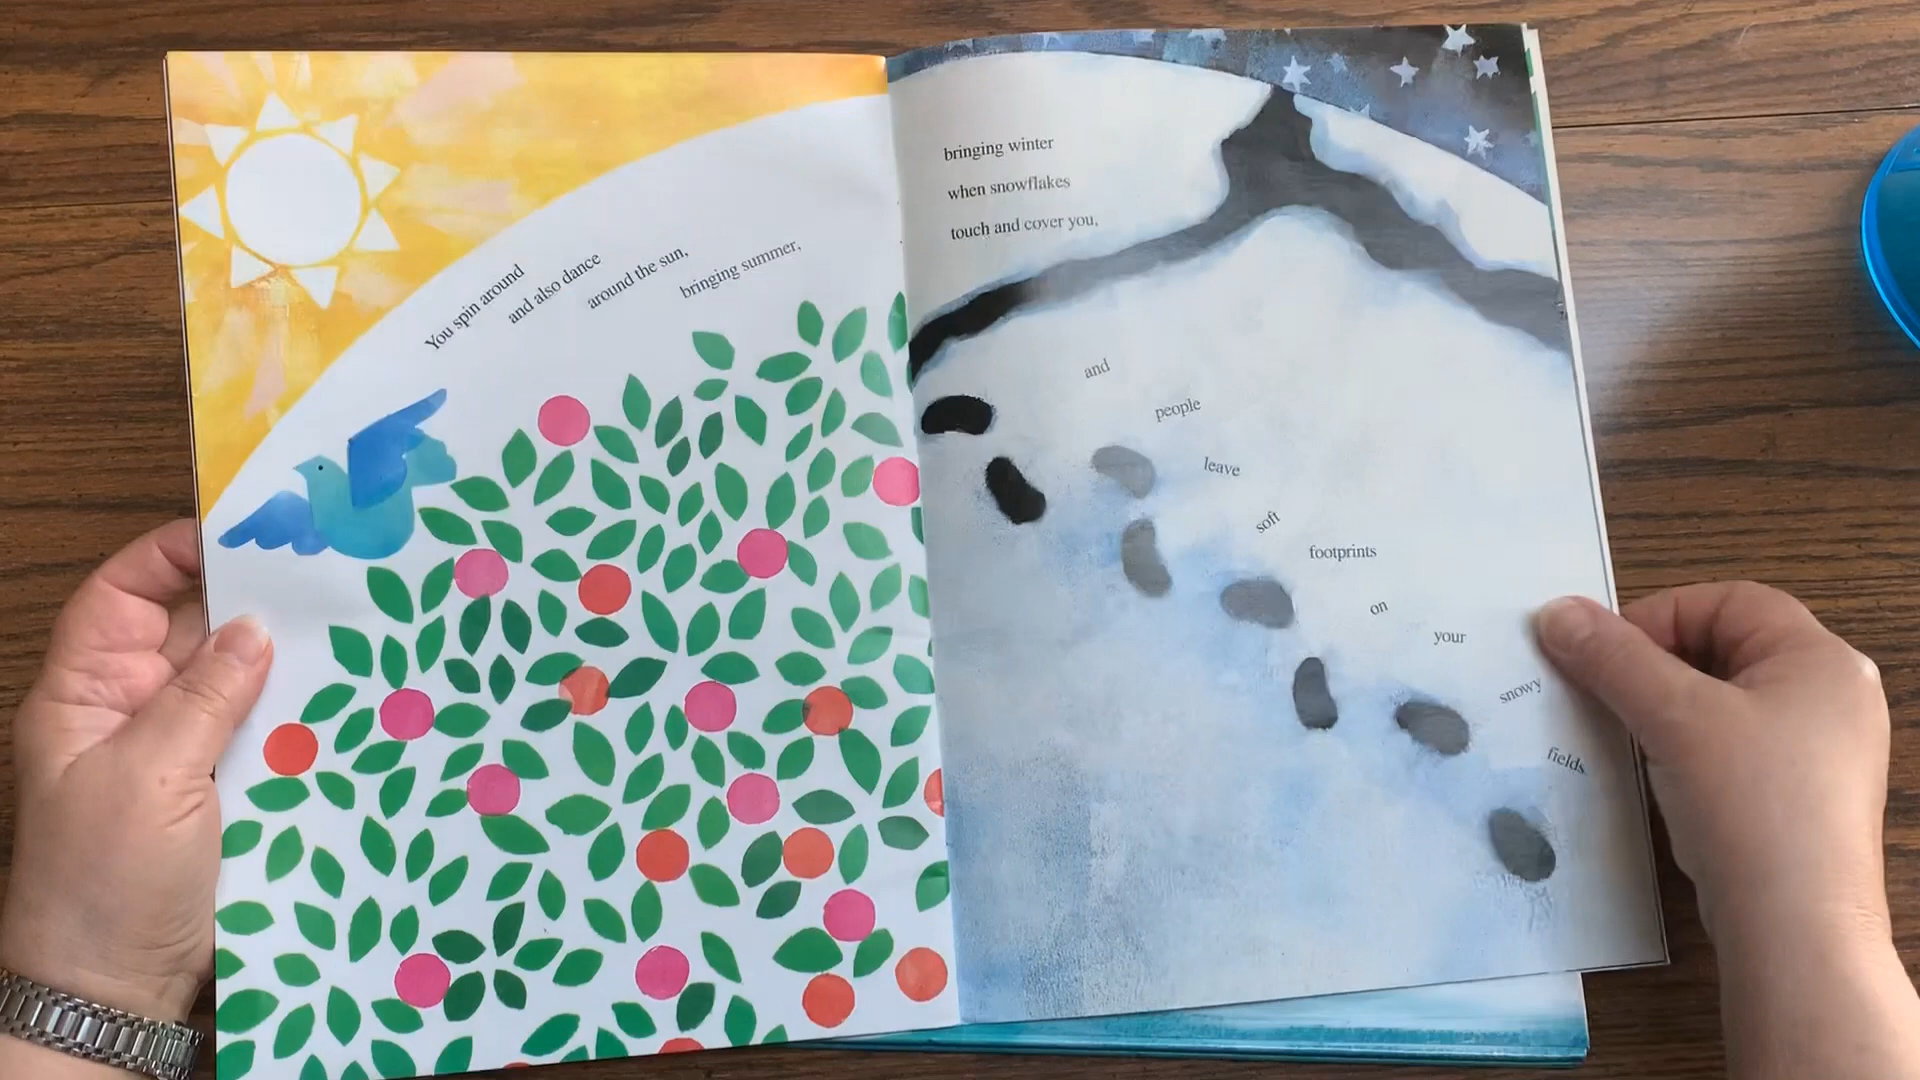 You spin around
and also dance
around the sun,
bringing summer,
bringing winter
when snowflakes
touch and cover you,
and
people
leave
soft
footprints
on
your
snowy
fields.